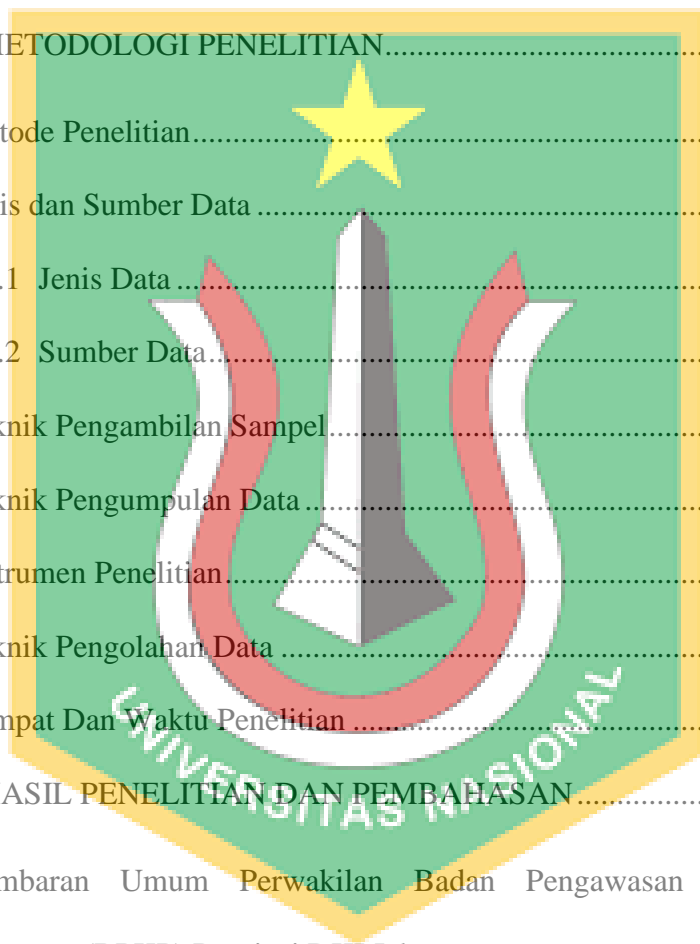 ETODOLOGI PENELITIAN
tode Penelitian
is dan Sumber Data
.1 Jenis Data
.2 Sumber Data
knik Pengambilan Sampel
knik Pengumpulan Data
trumen Penelitian
knik Pengolahan Data
mpat Dan Waktu Penelitian
UNIVERSITAS NASIONAL
ASIL PENELITIAN DAN PEMBAHASAN
mbaran Umum Perwakilan Badan Pengawasan